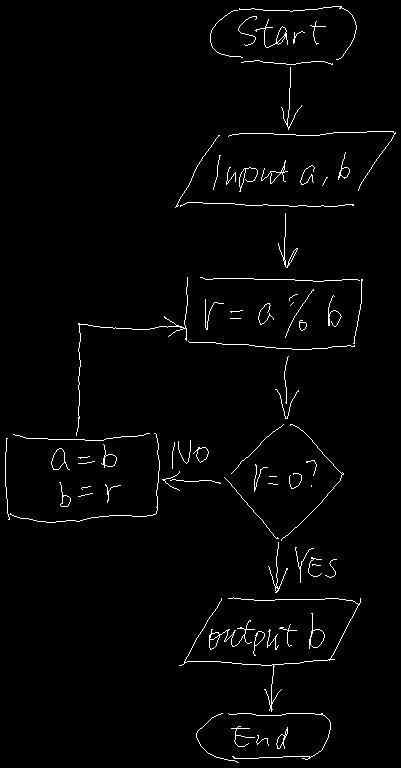 Start
Input a, b
r = a % b
r = 0?
NO
a = b
b = r
YES
output b
End